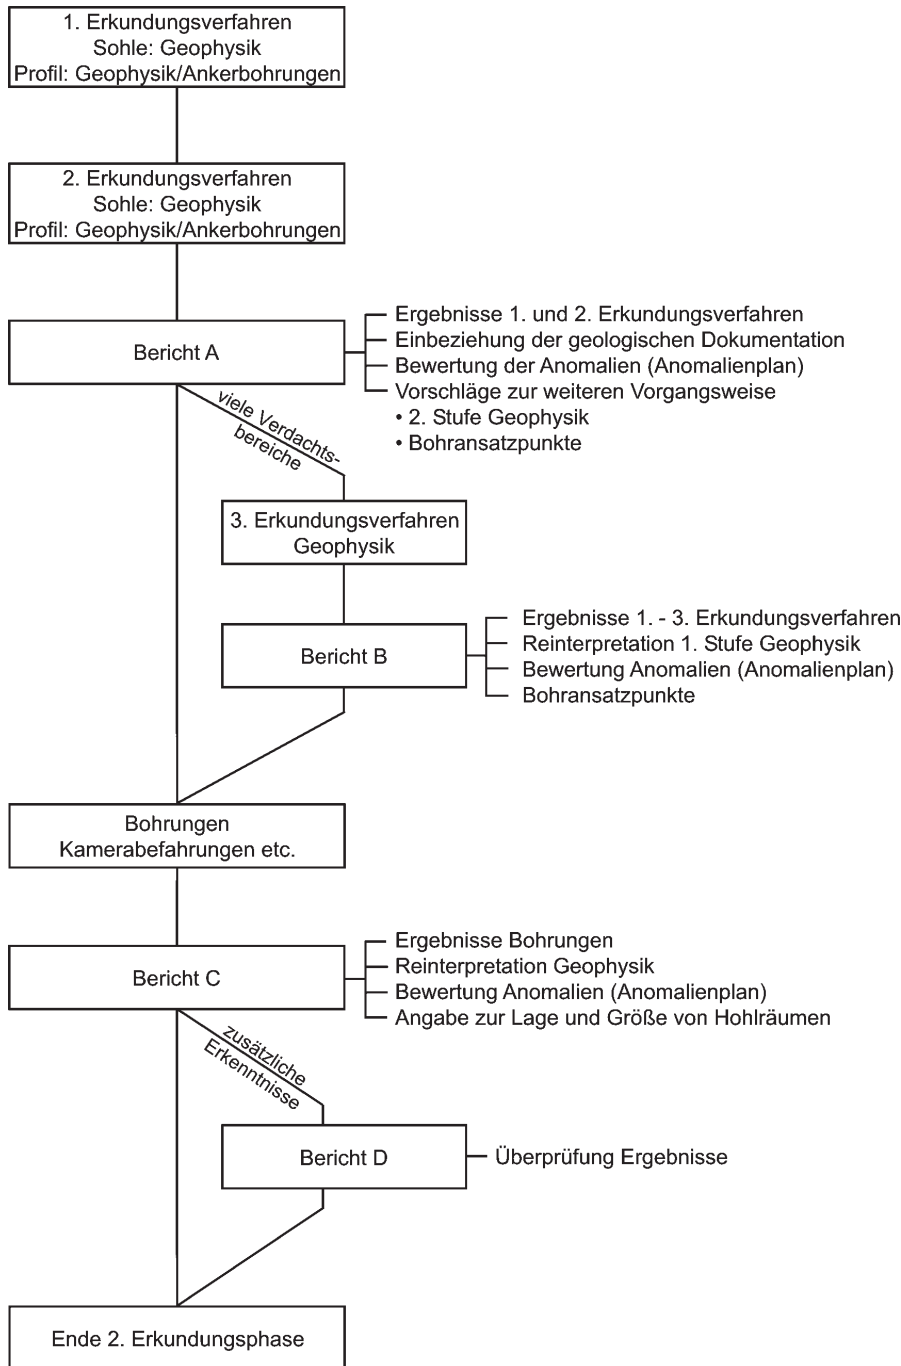 1. Erkundungsverfahren
Sohle: Geophysik
Profil: Geophysik/Ankerbohrungen
2. Erkundungsverfahren
Sohle: Geophysik
Profil: Geophysik/Ankerbohrungen
Bericht A
Ergebnisse 1. und 2. Erkundungsverfahren
Einbeziehung der geologischen Dokumentation
Bewertung der Anomalien (Anomalienplan)
Vorschläge zur weiteren Vorgangsweise
• 2. Stufe Geophysik
• Bohransatzpunkte
viele Verdachts-
bereiche
3. Erkundungsverfahren
Geophysik
Bericht B
Ergebnisse 1. - 3. Erkundungsverfahren
Reinterpretation 1. Stufe Geophysik
Bewertung Anomalien (Anomalienplan)
Bohransatzpunkte
Bohrungen
Kamerabefahrungen etc.
Bericht C
Ergebnisse Bohrungen
Reinterpretation Geophysik
Bewertung Anomalien (Anomalienplan)
Angabe zur Lage und Größe von Hohlräumen
zusätzliche
Erkenntnisse
Bericht D
Überprüfung Ergebnisse
Ende 2. Erkundungsphase